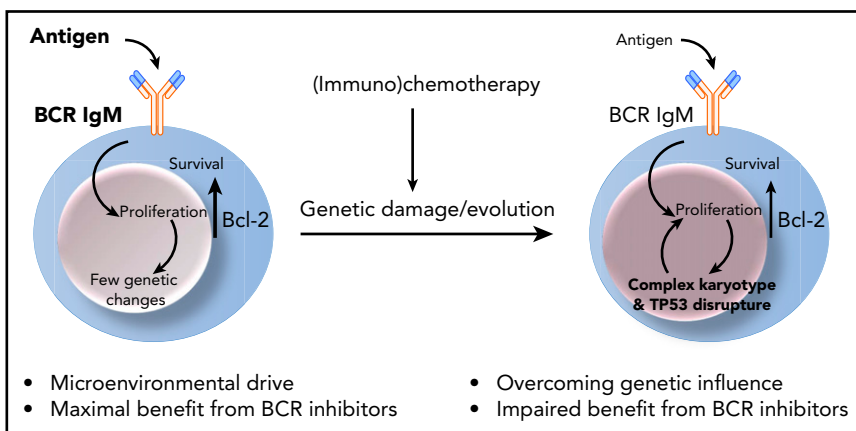 Antigen
BCR IgM
Survival
Proliferation
Bcl-2
Few genetic
changes
(Immuno)chemotherapy
Genetic damage/evolution
Antigen
BCR IgM
Survival
Proliferation
Bcl-2
Complex karyotype
& TP53 disrupture
• Microenvironmental drive
• Maximal benefit from BCR inhibitors
• Overcoming genetic influence
• Impaired benefit from BCR inhibitors